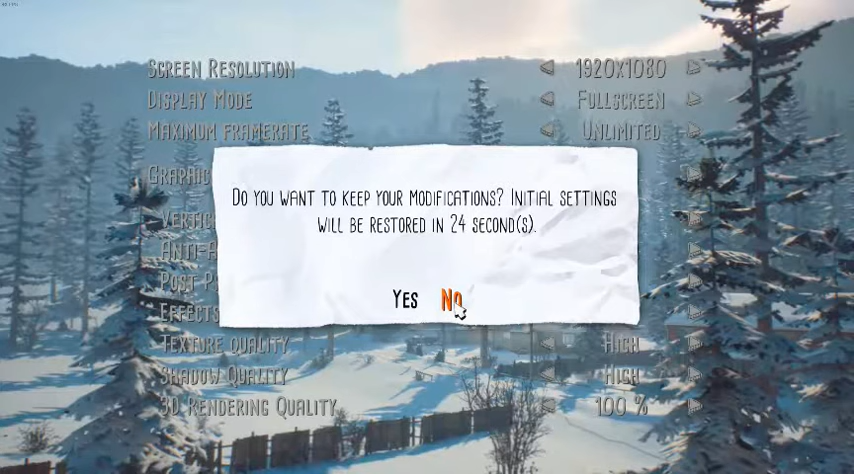 Screen Resolution
1920x1080
Display Mode
Fullscreen
Maximum framerate
Unlimited
Do you want to keep your modifications? Initial settings
will be restored in 24 second(s).
Yes No
Effects
Texture quality
High
Shadow Quality
High
3D Rendering Quality
100 %